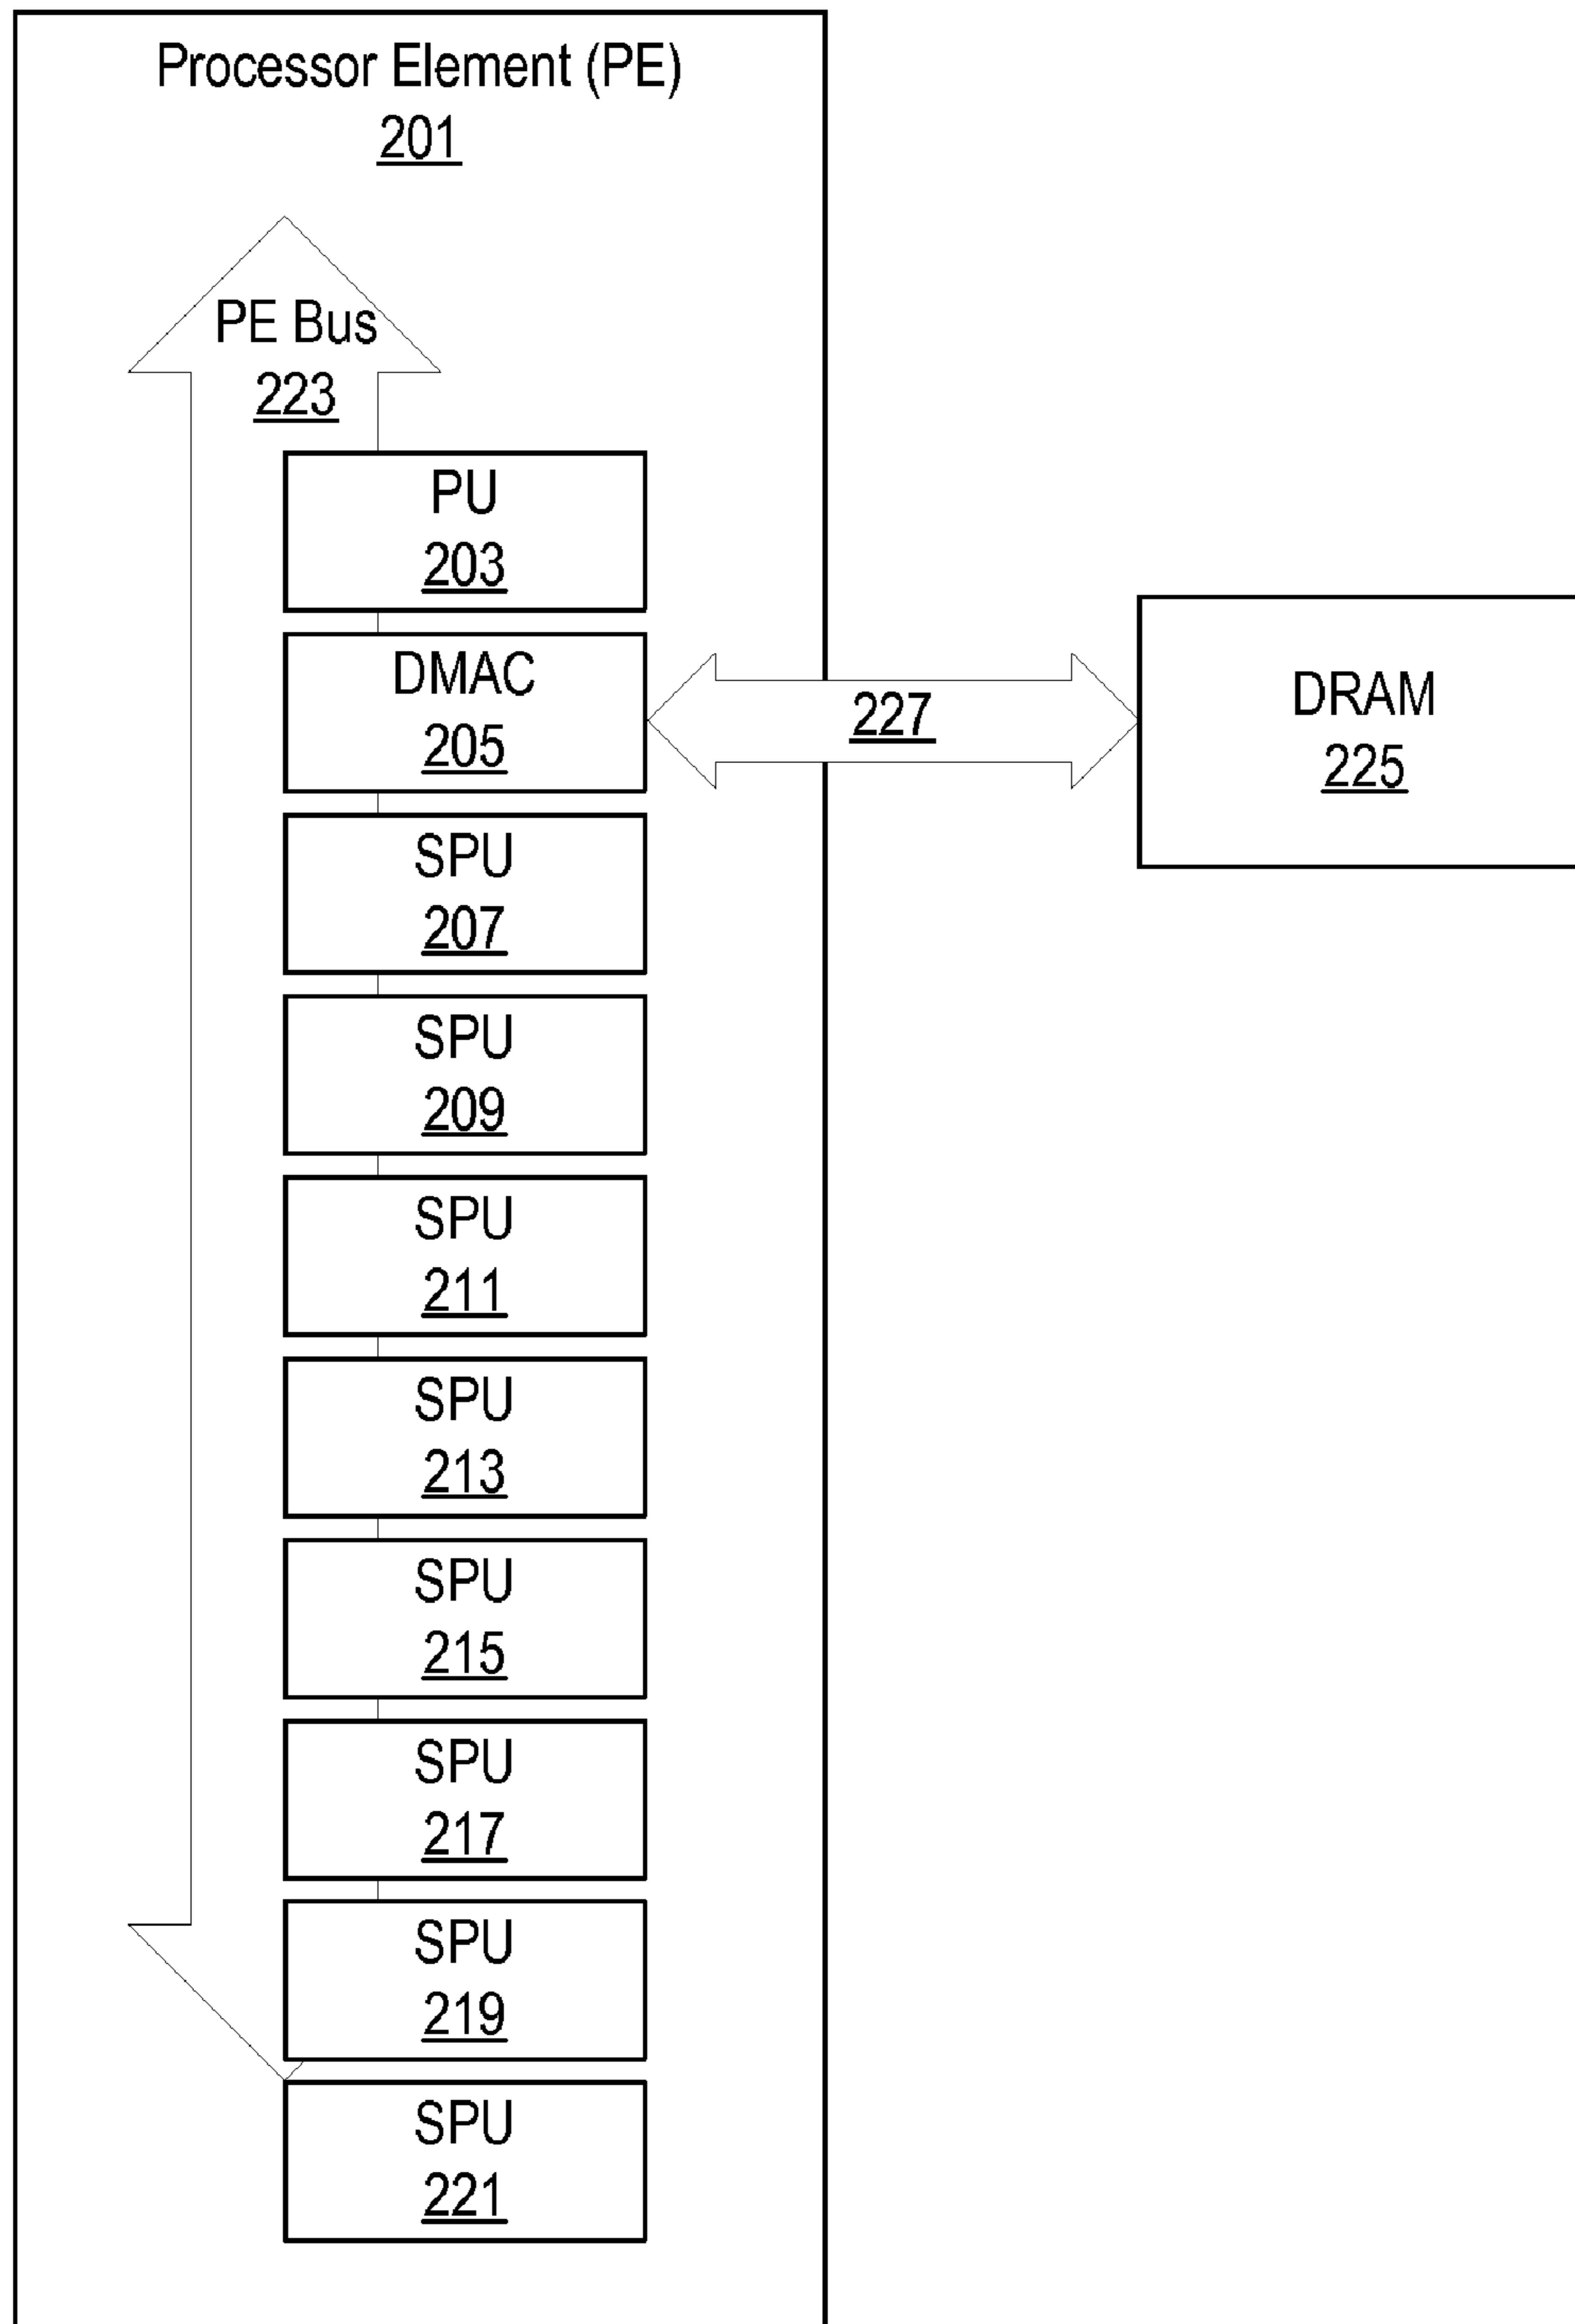 Processor Element (PE)
201
PE Bus
223
PU
203
DMAC
205
227
DRAM
225
SPU
207
SPU
209
SPU
211
SPU
213
SPU
215
SPU
217
SPU
219
SPU
221